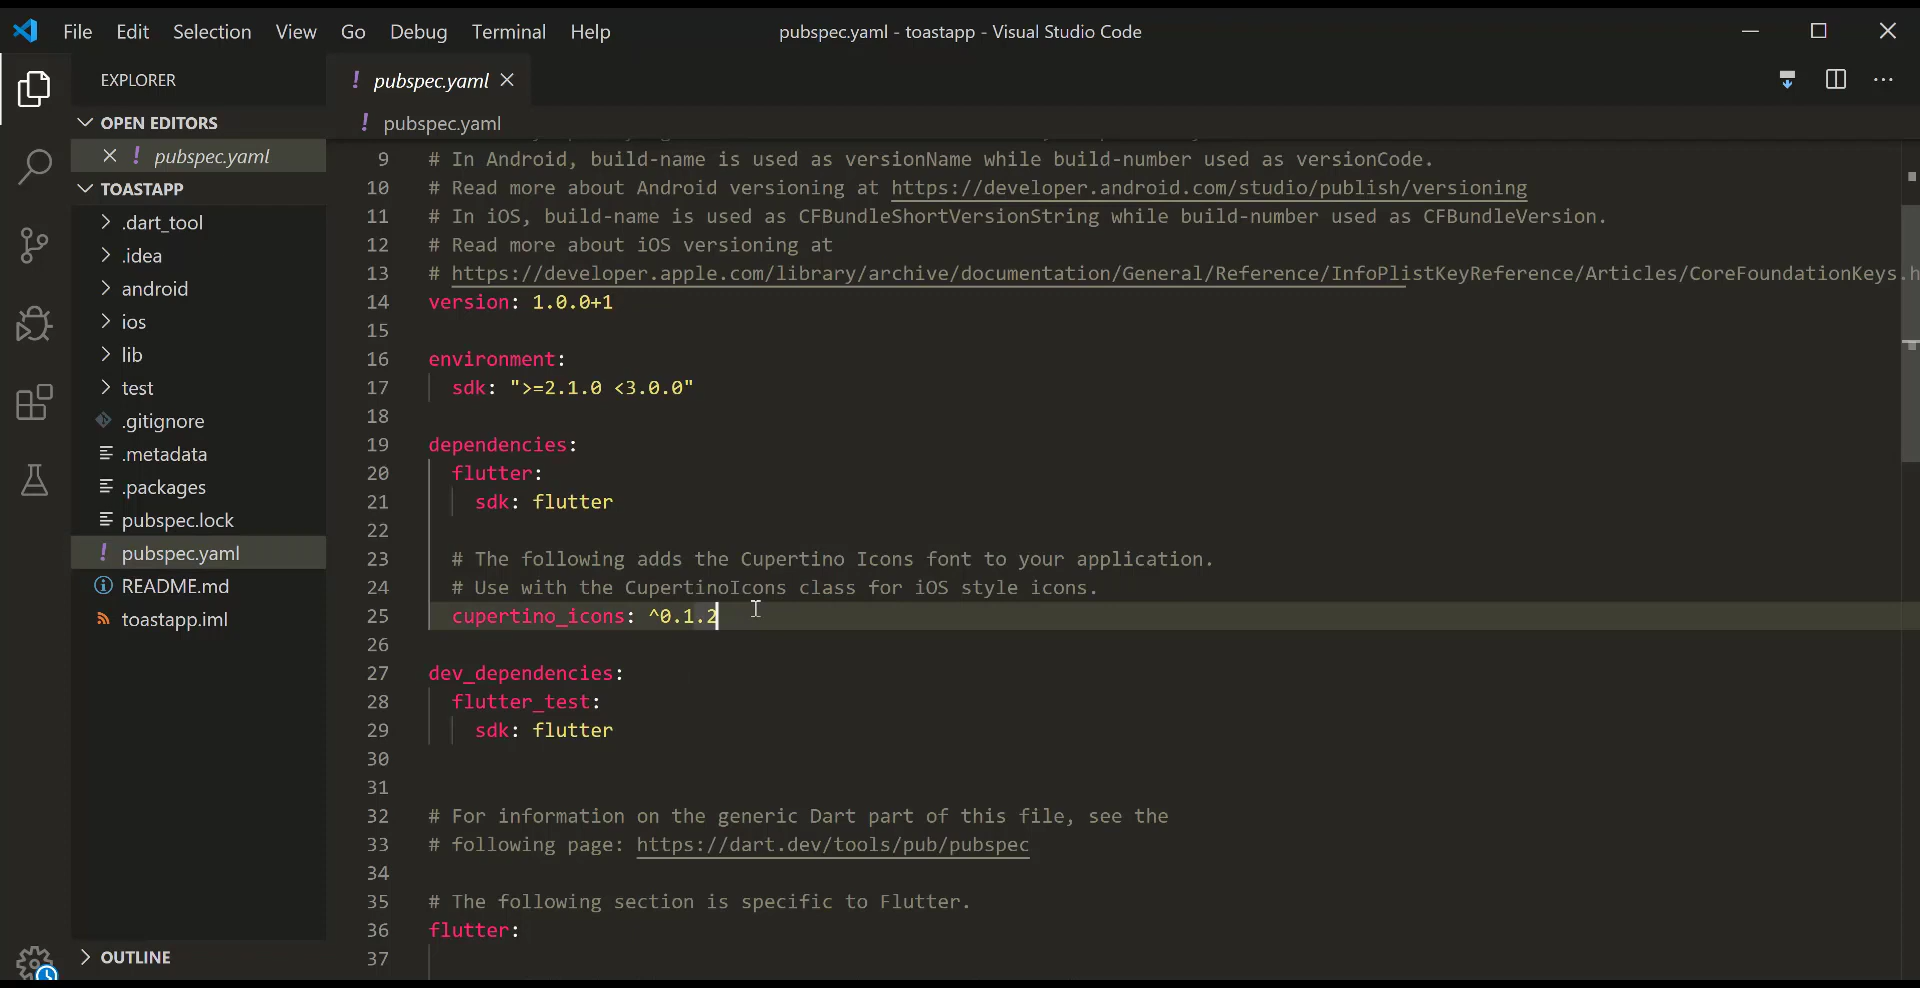 File Edit Selection View Go Debug Terminal Help
pubspec.yaml - toastapp - Visual Studio Code
EXPLORER
OPEN EDITORS
pubspec.yaml
TOASTAPP
.dart_tool
.idea
android
ios
lib
test
.gitignore
.metadata
.packages
pubspec.lock
pubspec.yaml
README.md
toastapp.iml
OUTLINE
pubspec.yaml
pubspec.yaml
9 # In Android, build-name is used as versionName while build-number used as versionCode.
10 # Read more about Android versioning at https://developer.android.com/studio/publish/versioning
11 # In iOS, build-name is used as CFBundleShortVersionString while build-number used as CFBundleVersion.
12 # Read more about iOS versioning at
13 # https://developer.apple.com/library/archive/documentation/General/Reference/InfoPlistKeyReference/Articles/CoreFoundationKeys.h
14 version: 1.0.0+1
15
16 environment:
17 sdk: ">=2.1.0 <3.0.0"
18
19 dependencies:
20 flutter:
21 sdk: flutter
22
23 # The following adds the Cupertino Icons font to your application.
24 # Use with the CupertinoIcons class for iOS style icons.
25 cupertino_icons: ^0.1.2
26
27 dev_dependencies:
28 flutter_test:
29 sdk: flutter
30
31
32 # For information on the generic Dart part of this file, see the
33 # following page: https://dart.dev/tools/pub/pubspec
34
35 # The following section is specific to Flutter.
36 flutter:
37